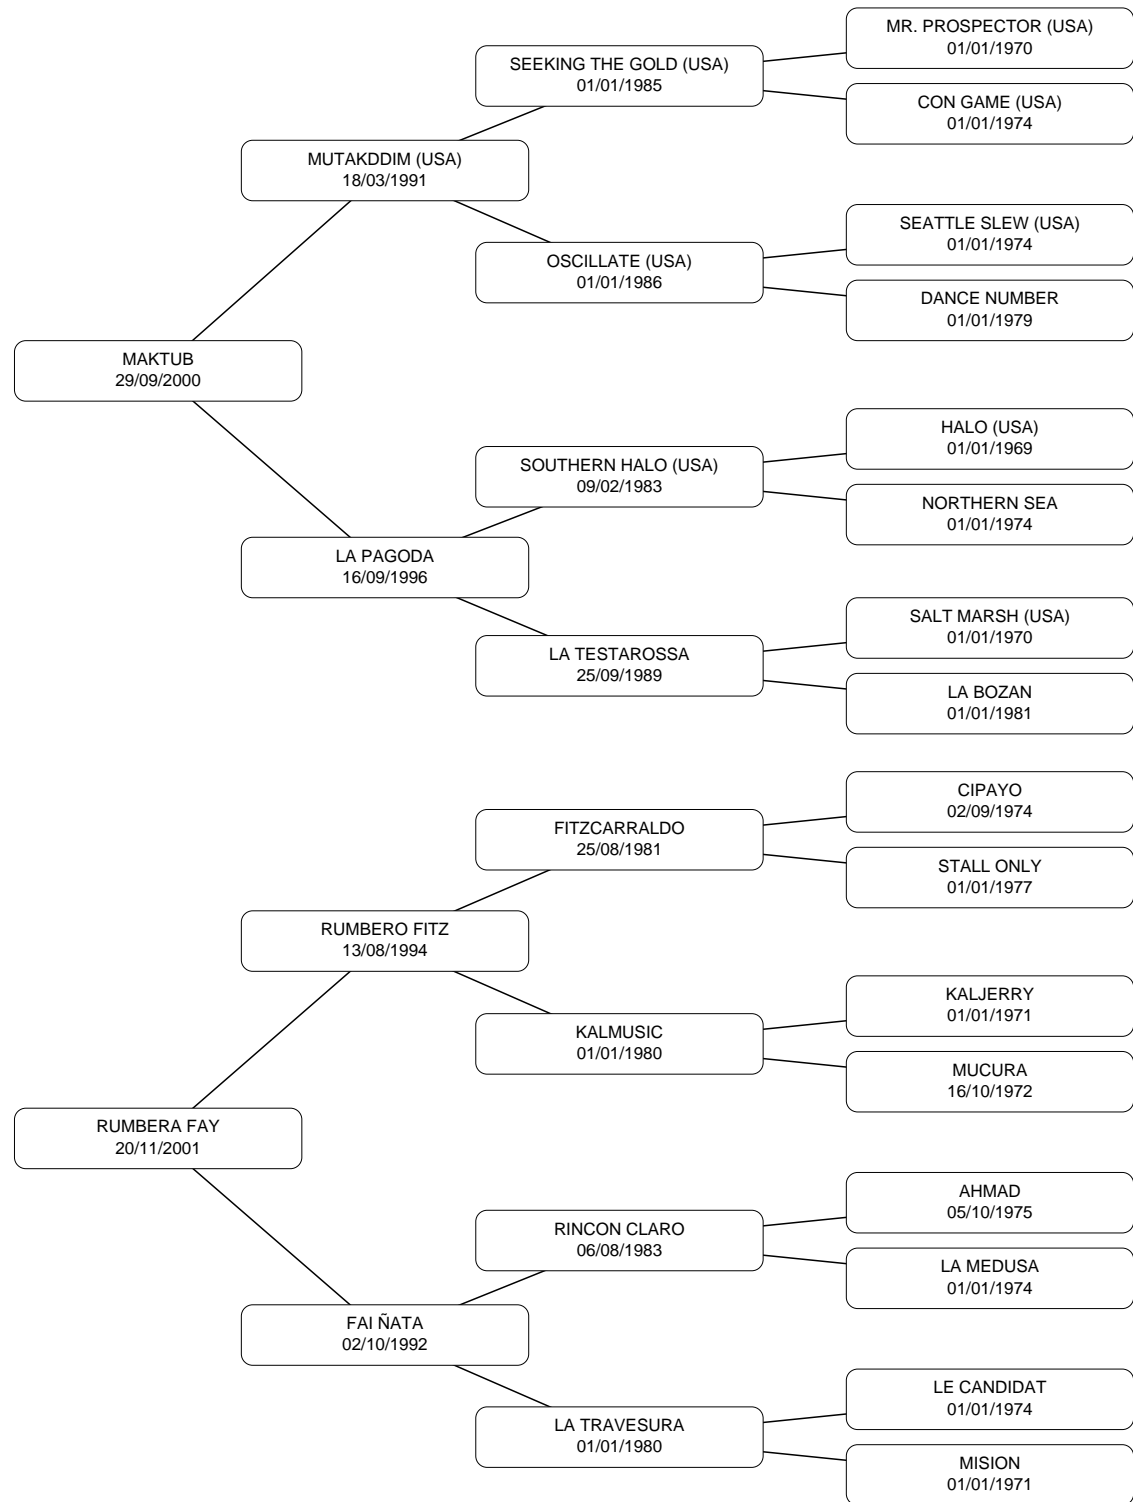 MR. PROSPECTOR (USA)
01/01/1970
SEEKING THE GOLD (USA)
01/01/1985
CON GAME (USA)
01/01/1974
MUTAKDDIM (USA)
18/03/1991
SEATTLE SLEW (USA)
01/01/1974
OSCILLATE (USA)
01/01/1986
DANCE NUMBER
01/01/1979
MAKTUB
29/09/2000
HALO (USA)
01/01/1969
SOUTHERN HALO (USA)
09/02/1983
NORTHERN SEA
01/01/1974
LA PAGODA
16/09/1996
SALT MARSH (USA)
01/01/1970
LA TESTAROSSA
25/09/1989
LA BOZAN
01/01/1981
CIPAYO
02/09/1974
FITZCARRALDO
25/08/1981
STALL ONLY
01/01/1977
RUMBERO FITZ
13/08/1994
KALJERRY
01/01/1971
KALMUSIC
01/01/1980
MUCURA
16/10/1972
RUMBERA FAY
20/11/2001
AHMAD
05/10/1975
RINCON CLARO
06/08/1983
LA MEDUSA
01/01/1974
FAI ÑATA
02/10/1992
LE CANDIDAT
01/01/1974
LA TRAVESURA
01/01/1980
MISION
01/01/1971